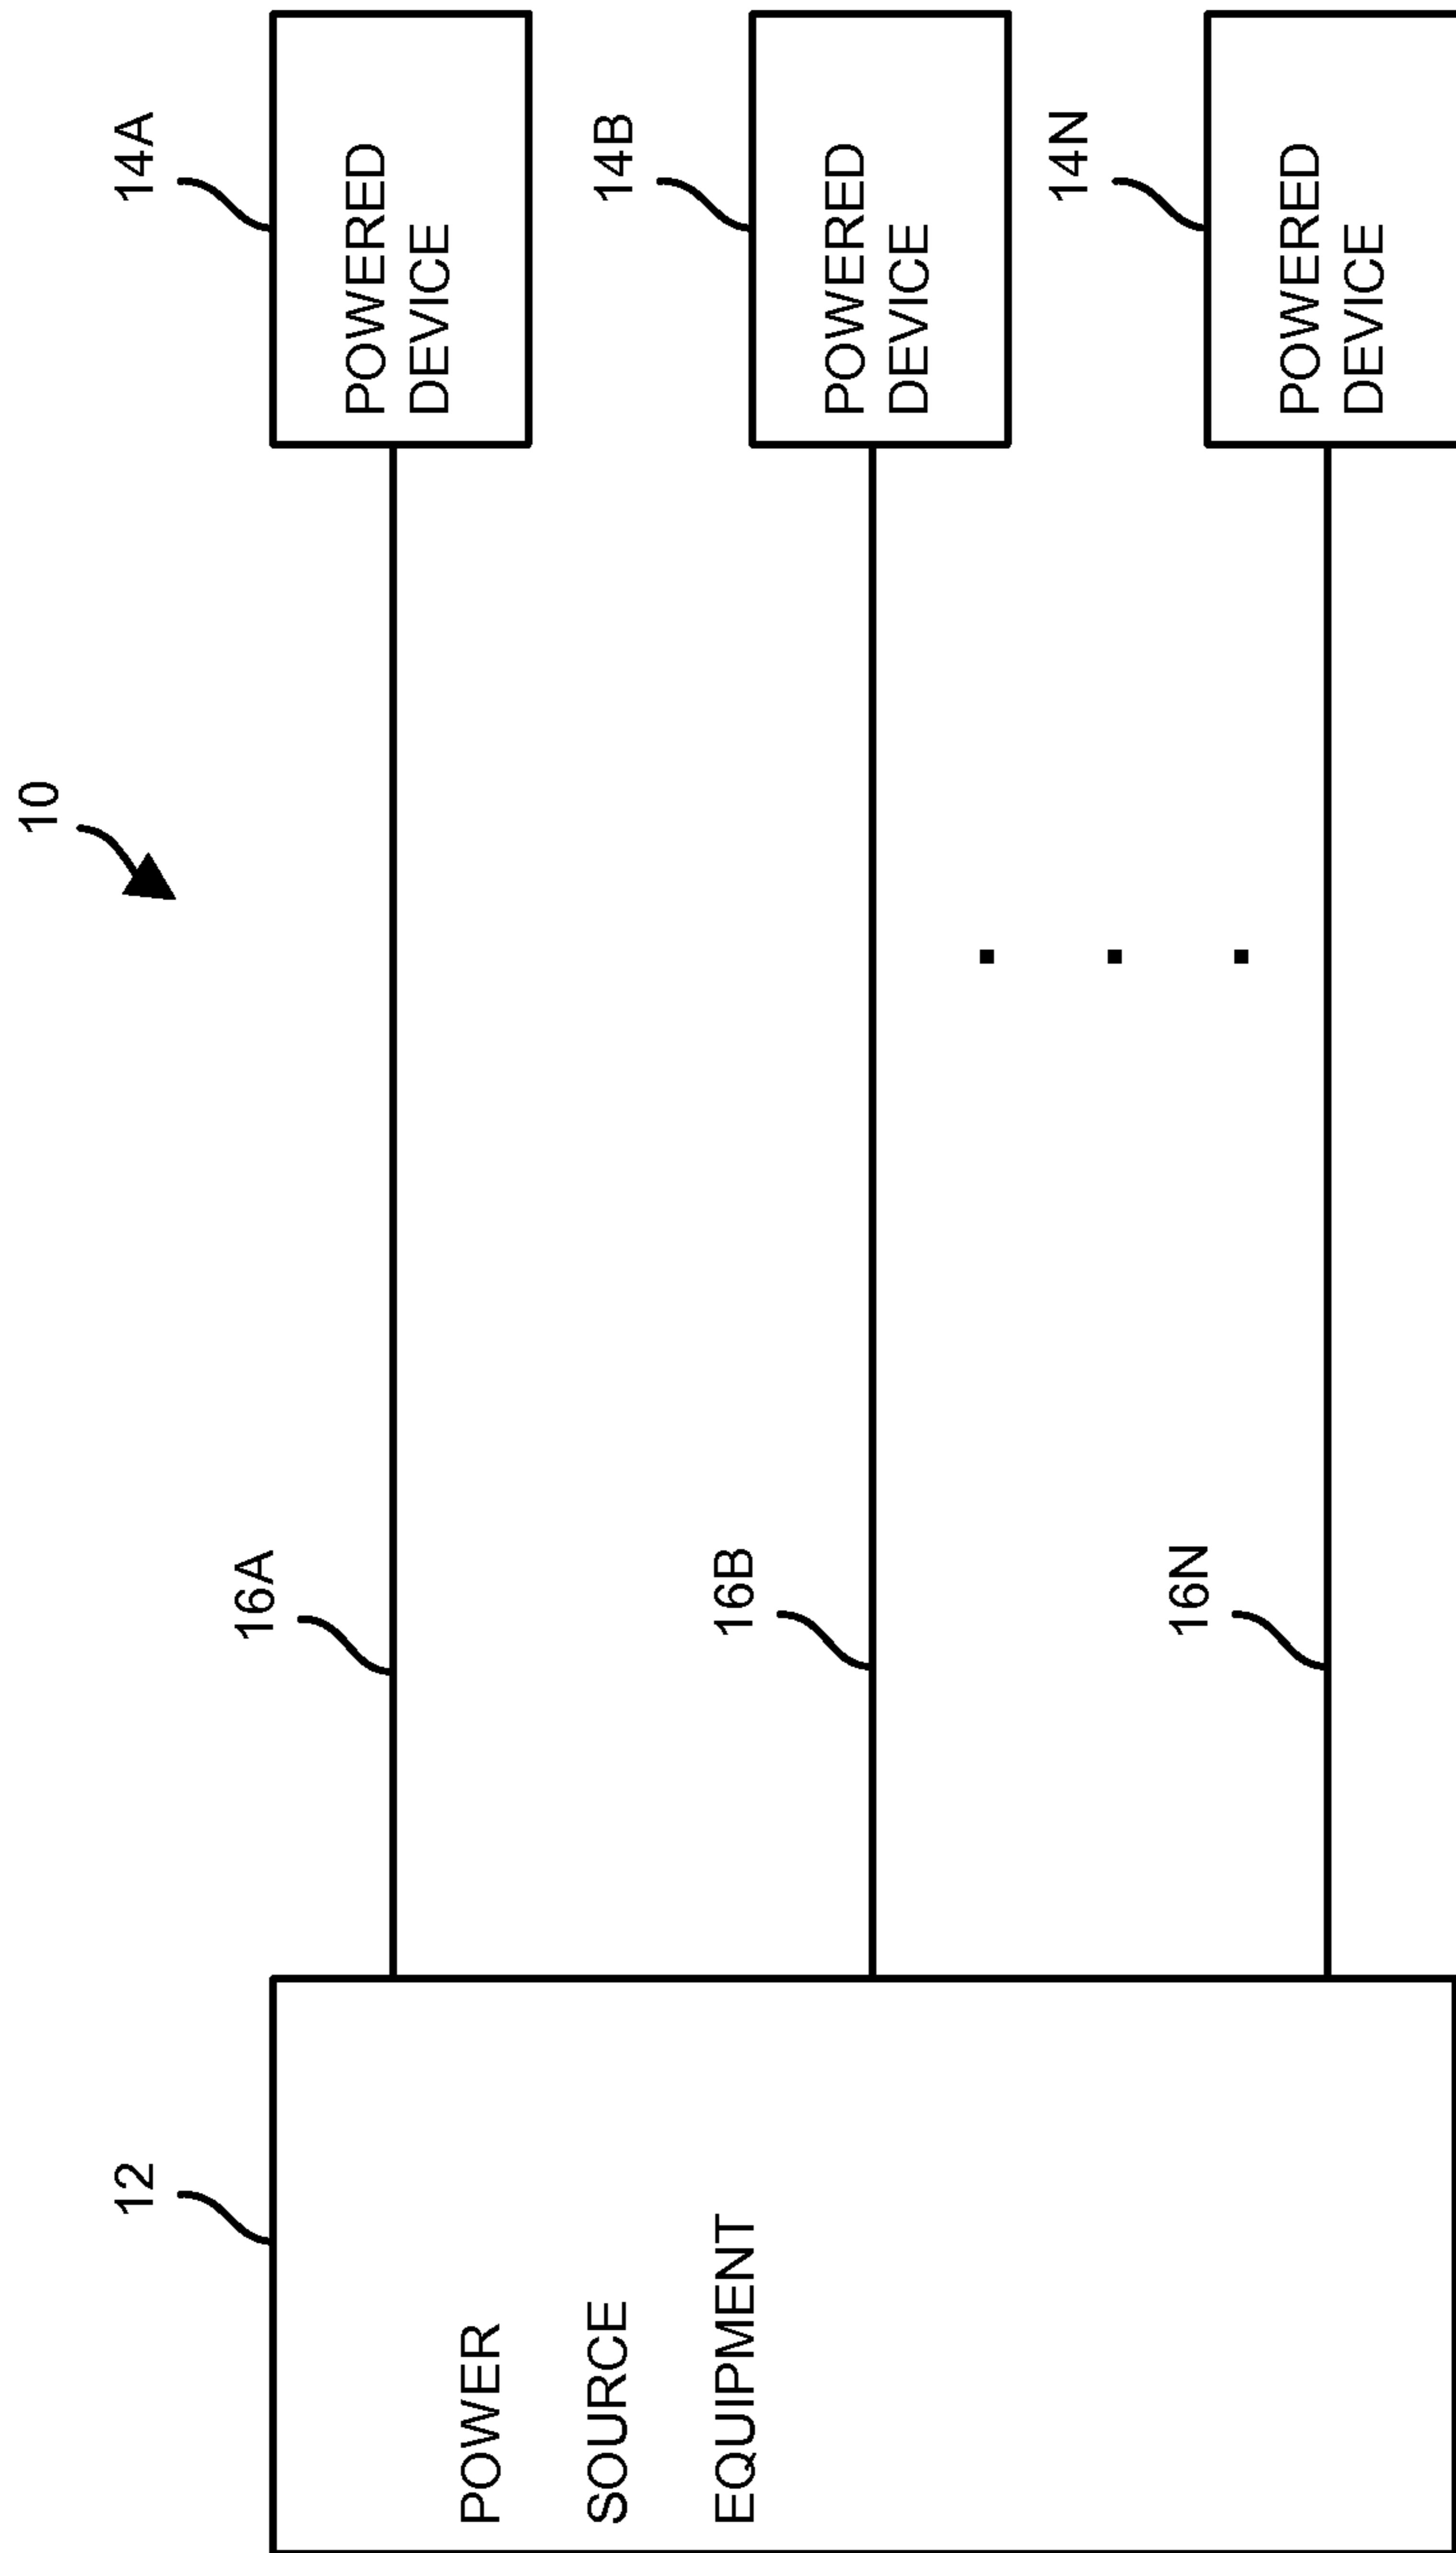 10
12
POWER
SOURCE
EQUIPMENT
16A
14A
POWERED
DEVICE
16B
14B
POWERED
DEVICE
16N
14N
POWERED
DEVICE